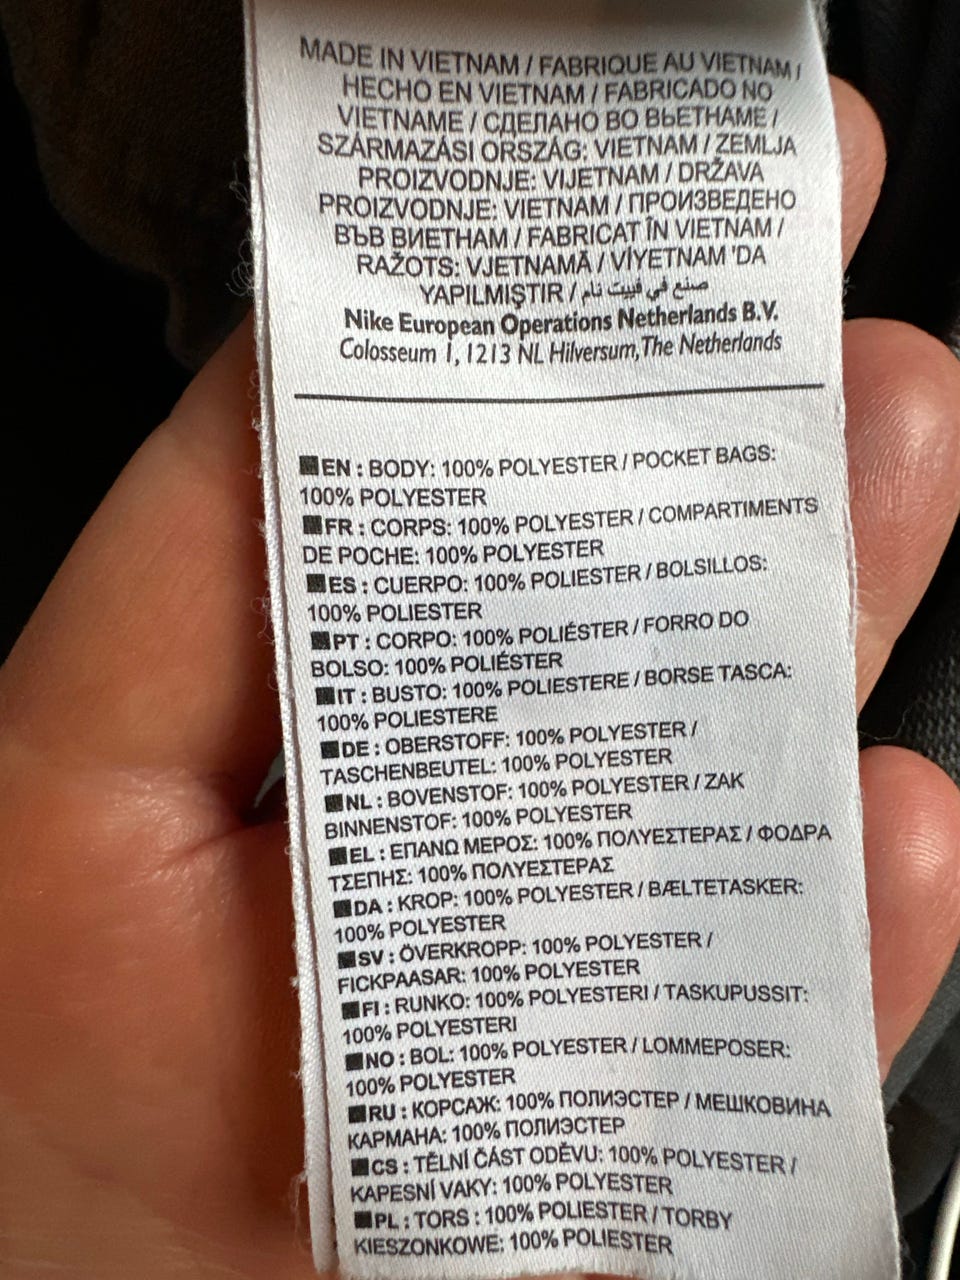 MADE IN VIETNAM / FABRIQUE AU VIETNAM /
HECHO EN VIETNAM / FABRICADO NO
VIETNAME / СДЕЛАНО ВО ВЬЕТНАМЕ /
SZÁRMAZÁSI ORSZÁG: VIETNAM / ZEMLJA
PROIZVODNJE: VIJETNAM / DRŽAVA
PROIZVODNJE: VIETNAM / ПРОИЗВЕДЕНО
ВЪВ ВИЕТНАМ / FABRICAT ÎN VIETNAM /
RAŽOTS: VJETNAMĀ / VİYETNAM 'DA
YAPILMIŞTIR / صنع في فييت نام
Nike European Operations Netherlands B.V.
Colosseum 1, 1213 NL Hilversum, The Netherlands
EN : BODY: 100% POLYESTER / POCKET BAGS:
100% POLYESTER
FR : CORPS: 100% POLYESTER / COMPARTIMENTS
DE POCHE: 100% POLYESTER
ES : CUERPO: 100% POLIESTER / BOLSILLOS:
100% POLIESTER
PT : CORPO: 100% POLIÉSTER / FORRO DO
BOLSO: 100% POLIÉSTER
IT : BUSTO: 100% POLIESTERE / BORSE TASCA:
100% POLIESTERE
DE : OBERSTOFF: 100% POLYESTER /
TASCHENBEUTEL: 100% POLYESTER
NL : BOVENSTOF: 100% POLYESTER / ZAK
BINNENSTOF: 100% POLYESTER
EL : ΕΠΑΝΩ ΜΕΡΟΣ: 100% ΠΟΛΥΕΣΤΕΡΑΣ / ΦΟΔΡΑ
ΤΣΕΠΗΣ: 100% ΠΟΛΥΕΣΤΕΡΑΣ
DA : KROP: 100% POLYESTER / BÆLTETASKER:
100% POLYESTER
SV : ÖVERKROPP: 100% POLYESTER /
FICKPAASAR: 100% POLYESTER
FI : RUNKO: 100% POLYESTERI / TASKUPUSSIT:
100% POLYESTERI
NO : BOL: 100% POLYESTER / LOMMEPOSER:
100% POLYESTER
RU : КОРСАЖ: 100% ПОЛИЭСТЕР / МЕШКОВИНА
КАРМАНА: 100% ПОЛИЭСТЕР
CS : TĚLNÍ ČÁST ODĚVU: 100% POLYESTER /
KAPESNÍ VAKY: 100% POLYESTER
PL : TORS : 100% POLIESTER / TORBY
KIESZONKOWE: 100% POLIESTER